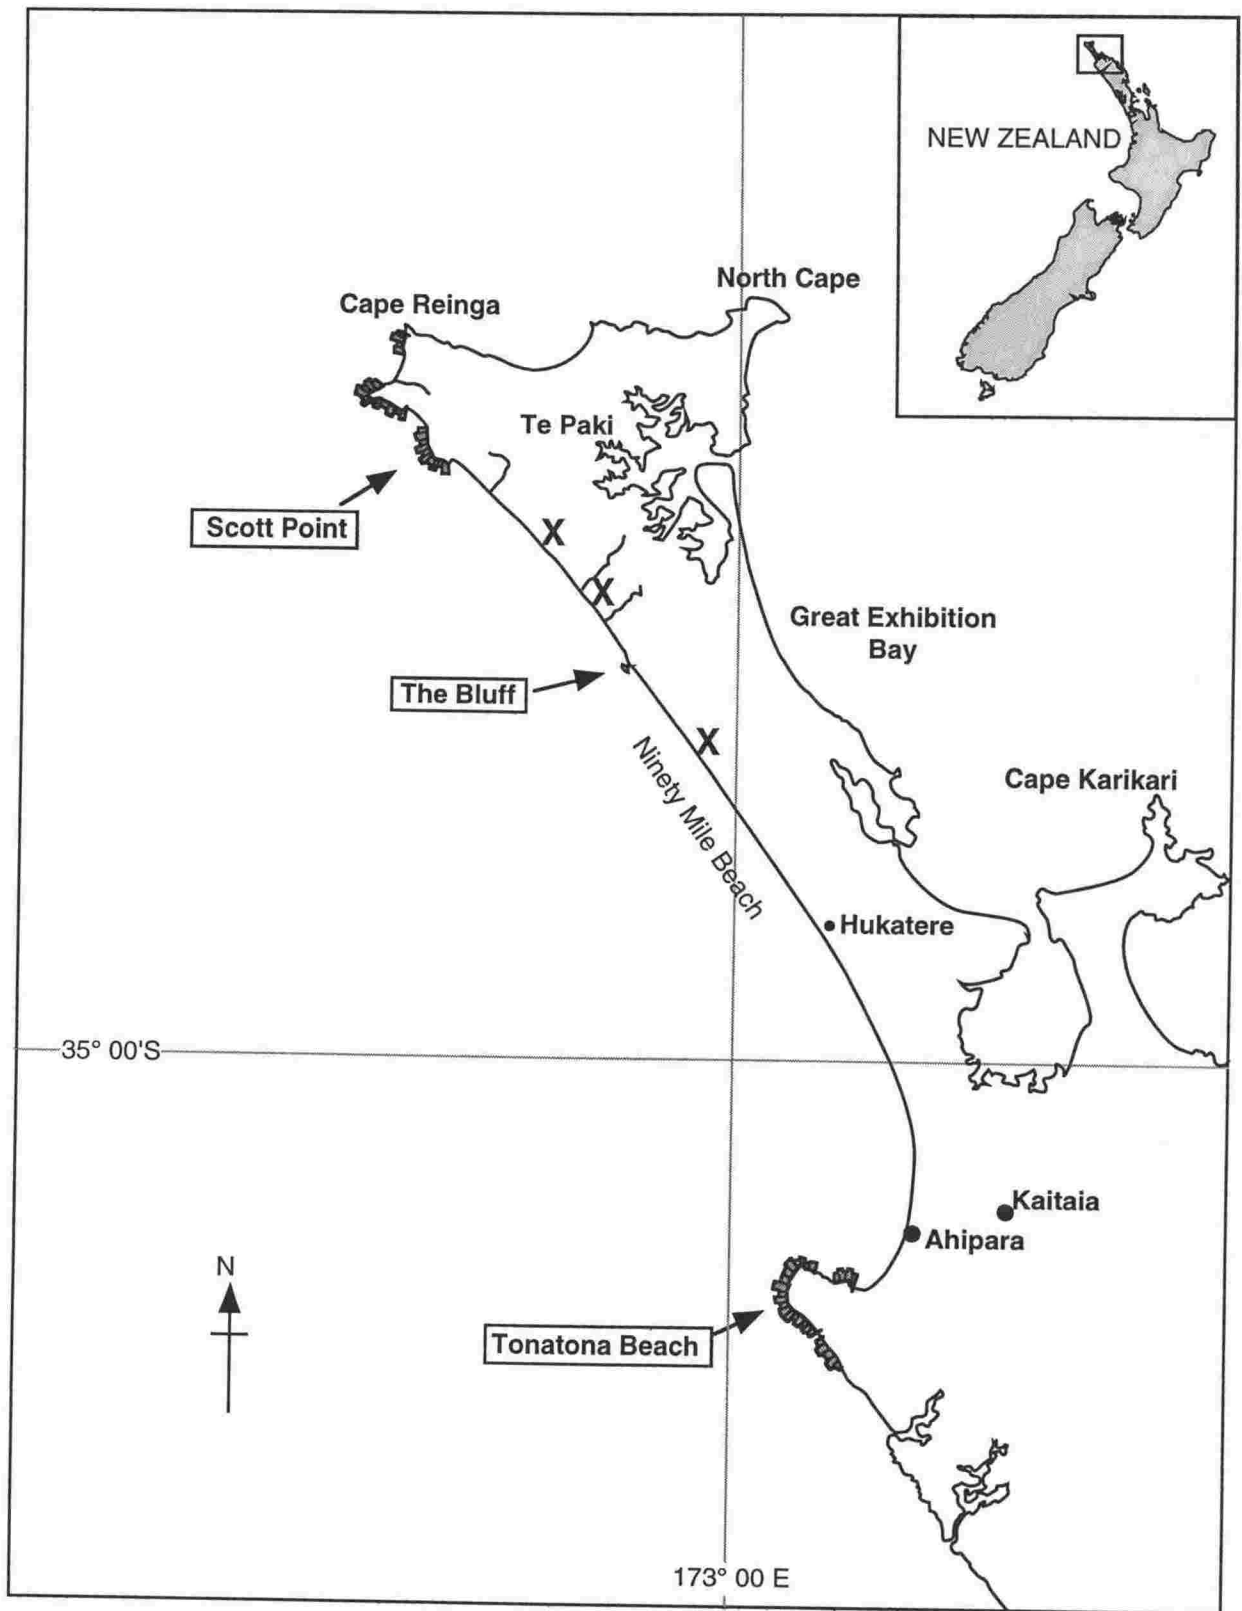 NEW ZEALAND
North Cape
Cape Reinga
Te Paki
Scott Point
X
X
Great Exhibition
Bay
The Bluff
X
Ninety Mile Beach
Cape Karikari
Hukatere
35° 00'S
Kaitaia
Ahipara
N
Tonatona Beach
173° 00 E